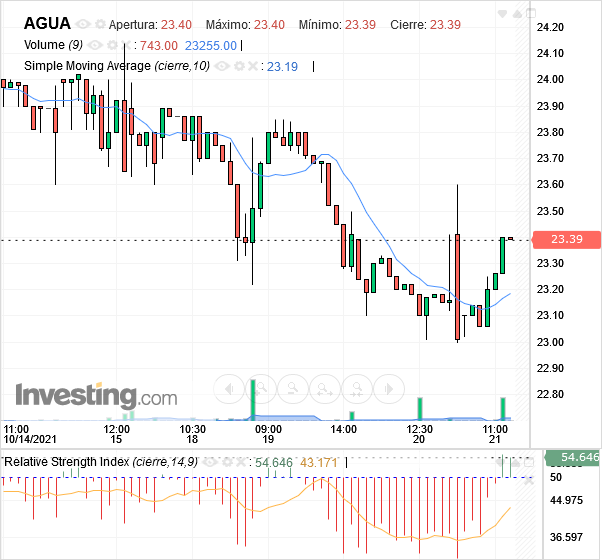 AGUA Apertura: 23.40 Máximo: 23.40 Mínimo: 23.39 Cierre: 23.39
Volume (9) : 743.00 23255.00
Simple Moving Average (cierre,10) : 23.19
24.20
24.10
24.00
23.90
23.80
23.70
23.60
23.50
23.39
23.30
23.20
23.10
23.00
22.90
22.80
Investing.com
11:00 12:00 10:30 09:00 14:00 12:30 11:00
10/14/2021 15 18 19 20 21
Relative Strength Index (cierre,14,9) : 54.646 43.171
54.646
50
44.975
36.597